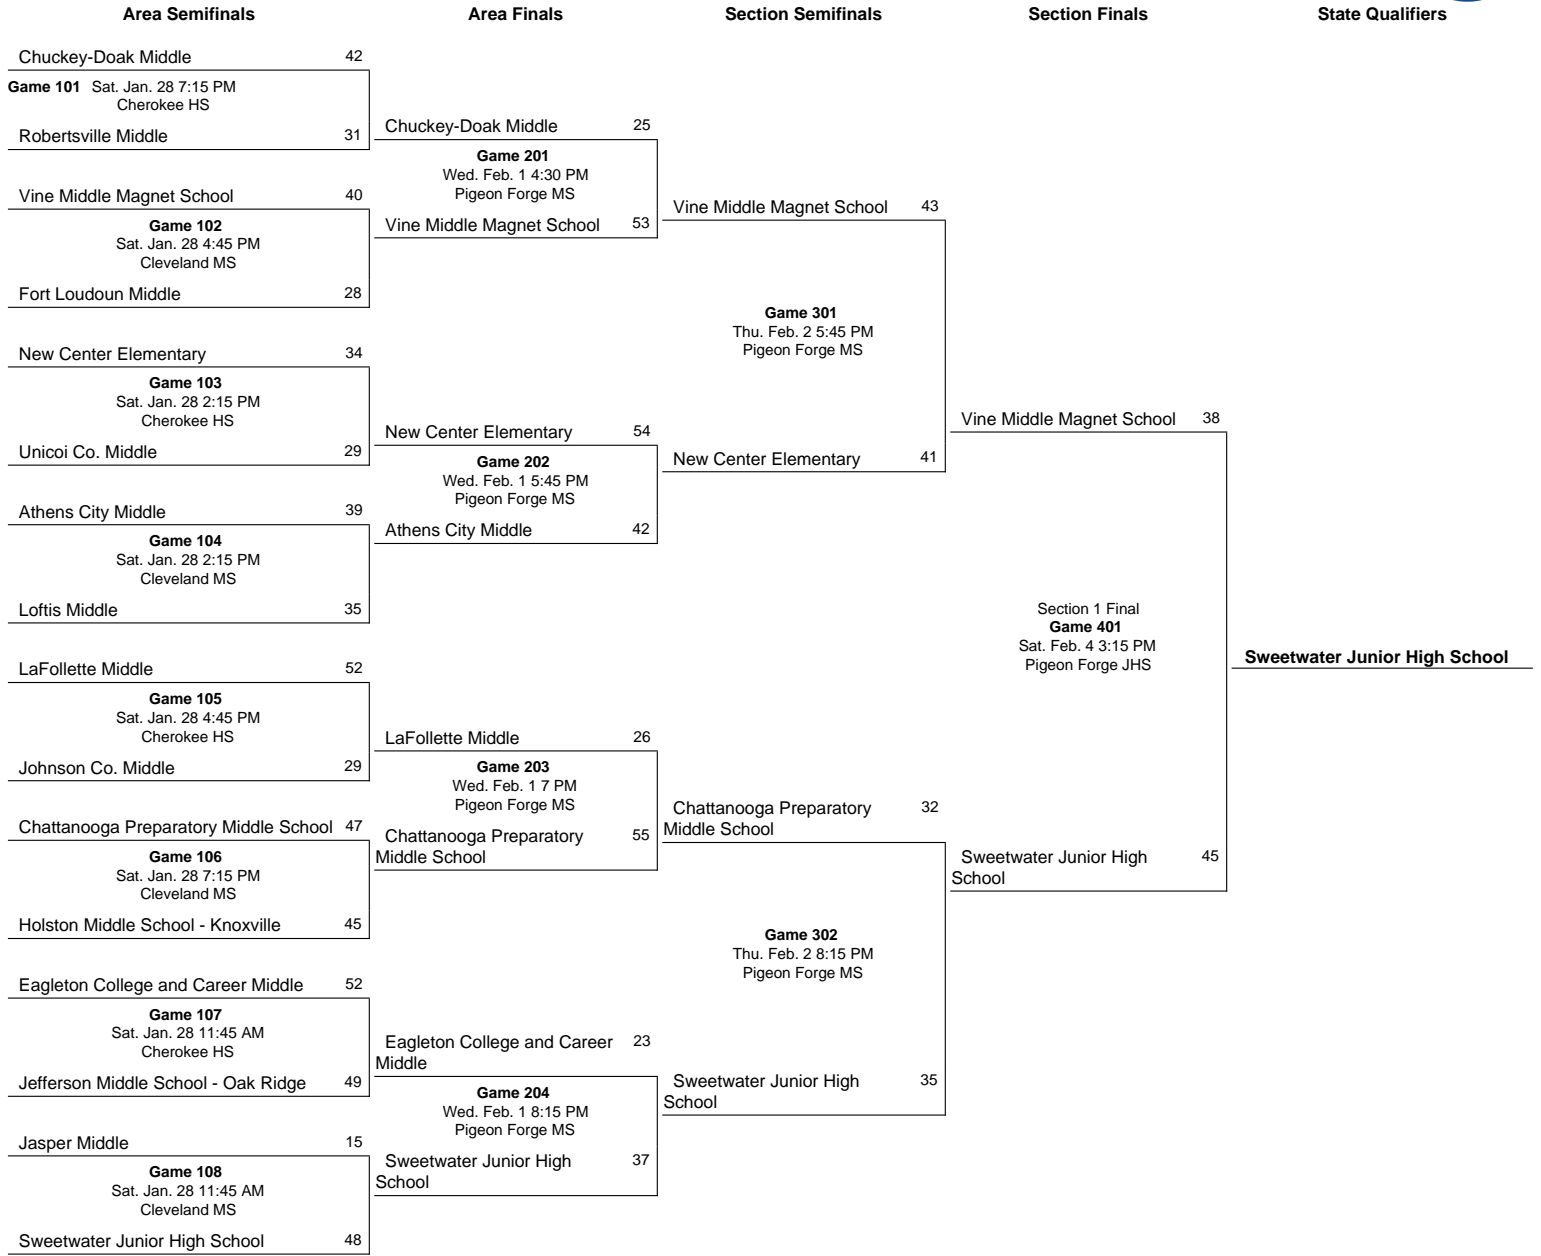 Area Semifinals
Area Finals
Section Semifinals
Section Finals
State Qualifiers
Chuckey-Doak Middle 42
Game 101 Sat. Jan. 28 7:15 PM
Cherokee HS
Robertsville Middle 31
Vine Middle Magnet School 40
Game 102
Sat. Jan. 28 4:45 PM
Cleveland MS
Fort Loudoun Middle 28
New Center Elementary 34
Game 103
Sat. Jan. 28 2:15 PM
Cherokee HS
Unicoi Co. Middle 29
Athens City Middle 39
Game 104
Sat. Jan. 28 2:15 PM
Cleveland MS
Loftis Middle 35
LaFollette Middle 52
Game 105
Sat. Jan. 28 4:45 PM
Cherokee HS
Johnson Co. Middle 29
Chattanooga Preparatory Middle School 47
Game 106
Sat. Jan. 28 7:15 PM
Cleveland MS
Holston Middle School - Knoxville 45
Eagleton College and Career Middle 52
Game 107
Sat. Jan. 28 11:45 AM
Cherokee HS
Jefferson Middle School - Oak Ridge 49
Jasper Middle 15
Game 108
Sat. Jan. 28 11:45 AM
Cleveland MS
Sweetwater Junior High School 48
Chuckey-Doak Middle 25
Game 201
Wed. Feb. 1 4:30 PM
Pigeon Forge MS
Vine Middle Magnet School 53
New Center Elementary 54
Game 202
Wed. Feb. 1 5:45 PM
Pigeon Forge MS
Athens City Middle 42
LaFollette Middle 26
Game 203
Wed. Feb. 1 7 PM
Pigeon Forge MS
Chattanooga Preparatory 55
Middle School
Eagleton College and Career 23
Middle
Game 204
Wed. Feb. 1 8:15 PM
Pigeon Forge MS
Sweetwater Junior High 37
School
Vine Middle Magnet School 43
Game 301
Thu. Feb. 2 5:45 PM
Pigeon Forge MS
New Center Elementary 41
Chattanooga Preparatory 32
Middle School
Game 302
Thu. Feb. 2 8:15 PM
Pigeon Forge MS
Sweetwater Junior High 35
School
Vine Middle Magnet School 38
Section 1 Final
Game 401
Sat. Feb. 4 3:15 PM
Pigeon Forge JHS
Sweetwater Junior High 45
School
Sweetwater Junior High School